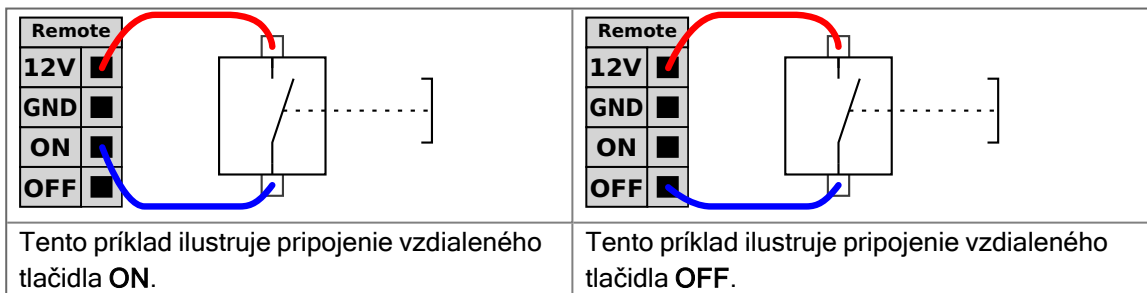 Remote
12V
GND
ON
OFF
Tento príklad ilustruje pripojenie vzdialeného
tlačidla ON.
Remote
12V
GND
ON
OFF
Tento príklad ilustruje pripojenie vzdialeného
tlačidla OFF.